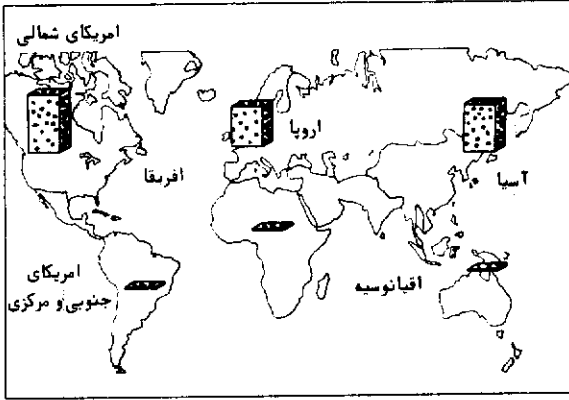 امریکای شمالی
اروپا
آسیا
افریقا
امریکای
جنوبی و مرکزی
اقیانوسیه